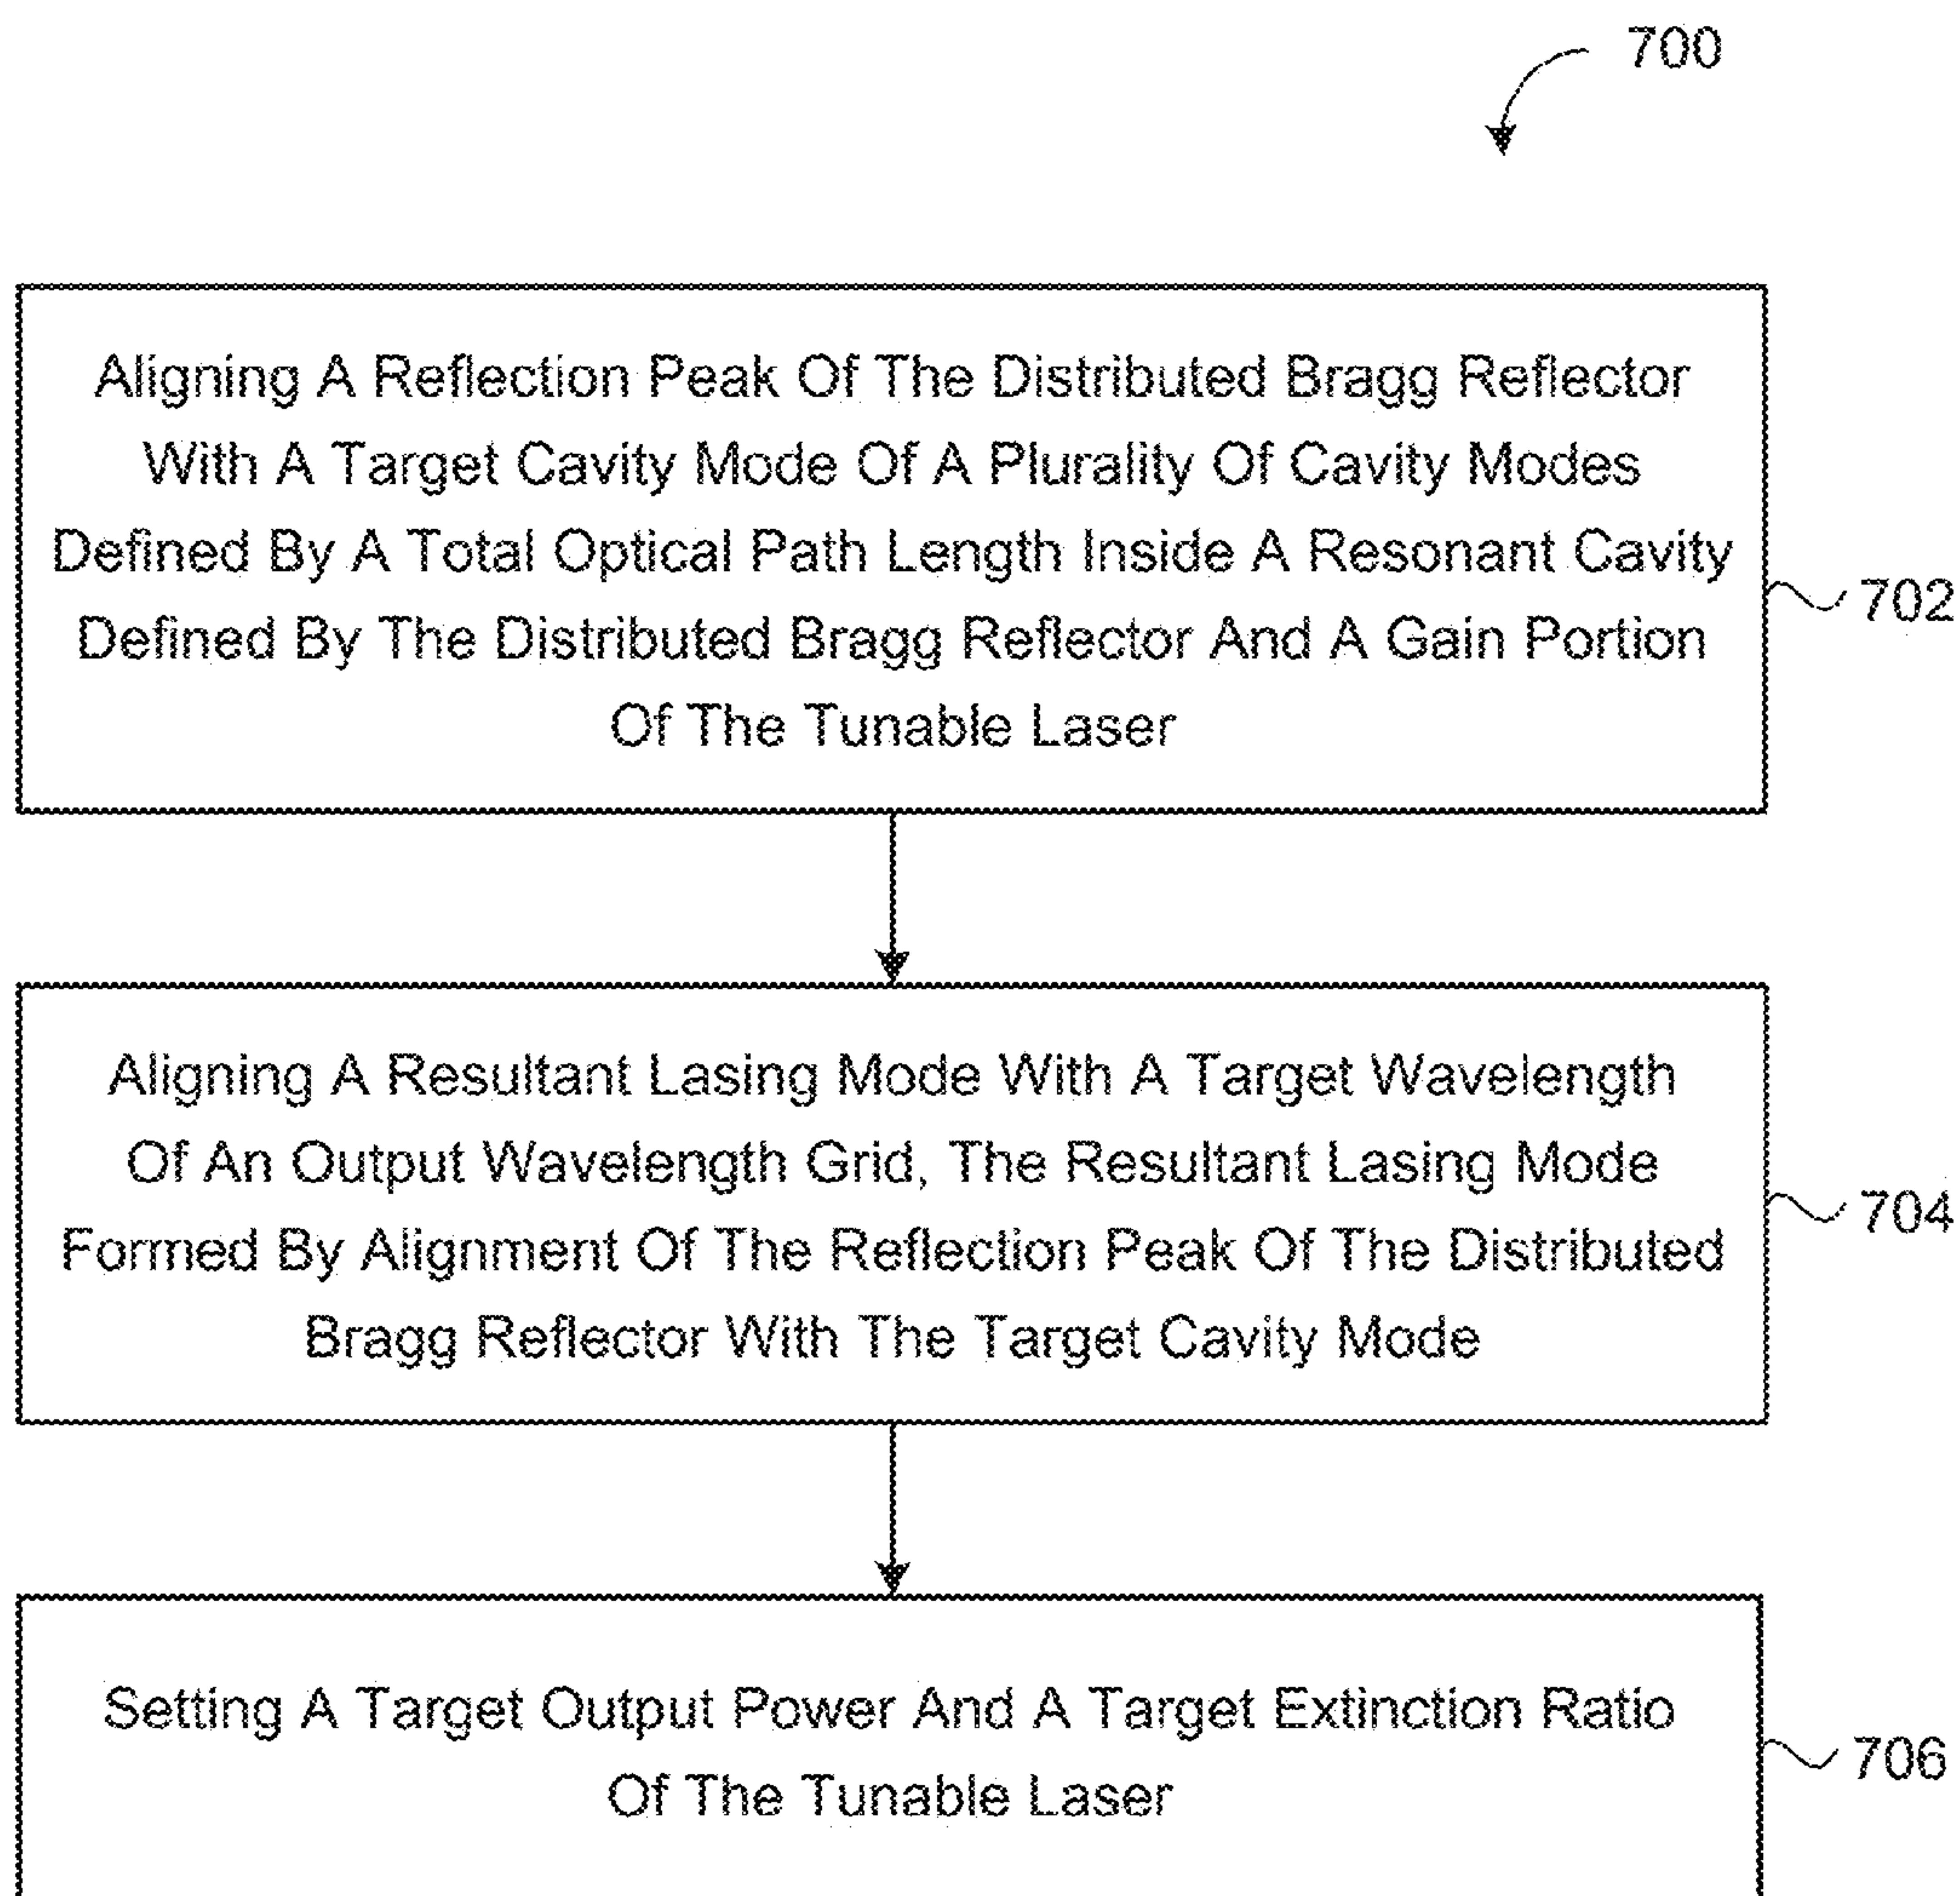 700
Aligning A Reflection Peak Of The Distributed Bragg Reflector
With A Target Cavity Mode Of A Plurality Of Cavity Modes
Defined By A Total Optical Path Length Inside A Resonant Cavity
Defined By The Distributed Bragg Reflector And A Gain Portion
Of The Tunable Laser
702
Aligning A Resultant Lasing Mode With A Target Wavelength
Of An Output Wavelength Grid, The Resultant Lasing Mode
Formed By Alignment Of The Reflection Peak Of The Distributed
Bragg Reflector With The Target Cavity Mode
704
Setting A Target Output Power And A Target Extinction Ratio
Of The Tunable Laser
706